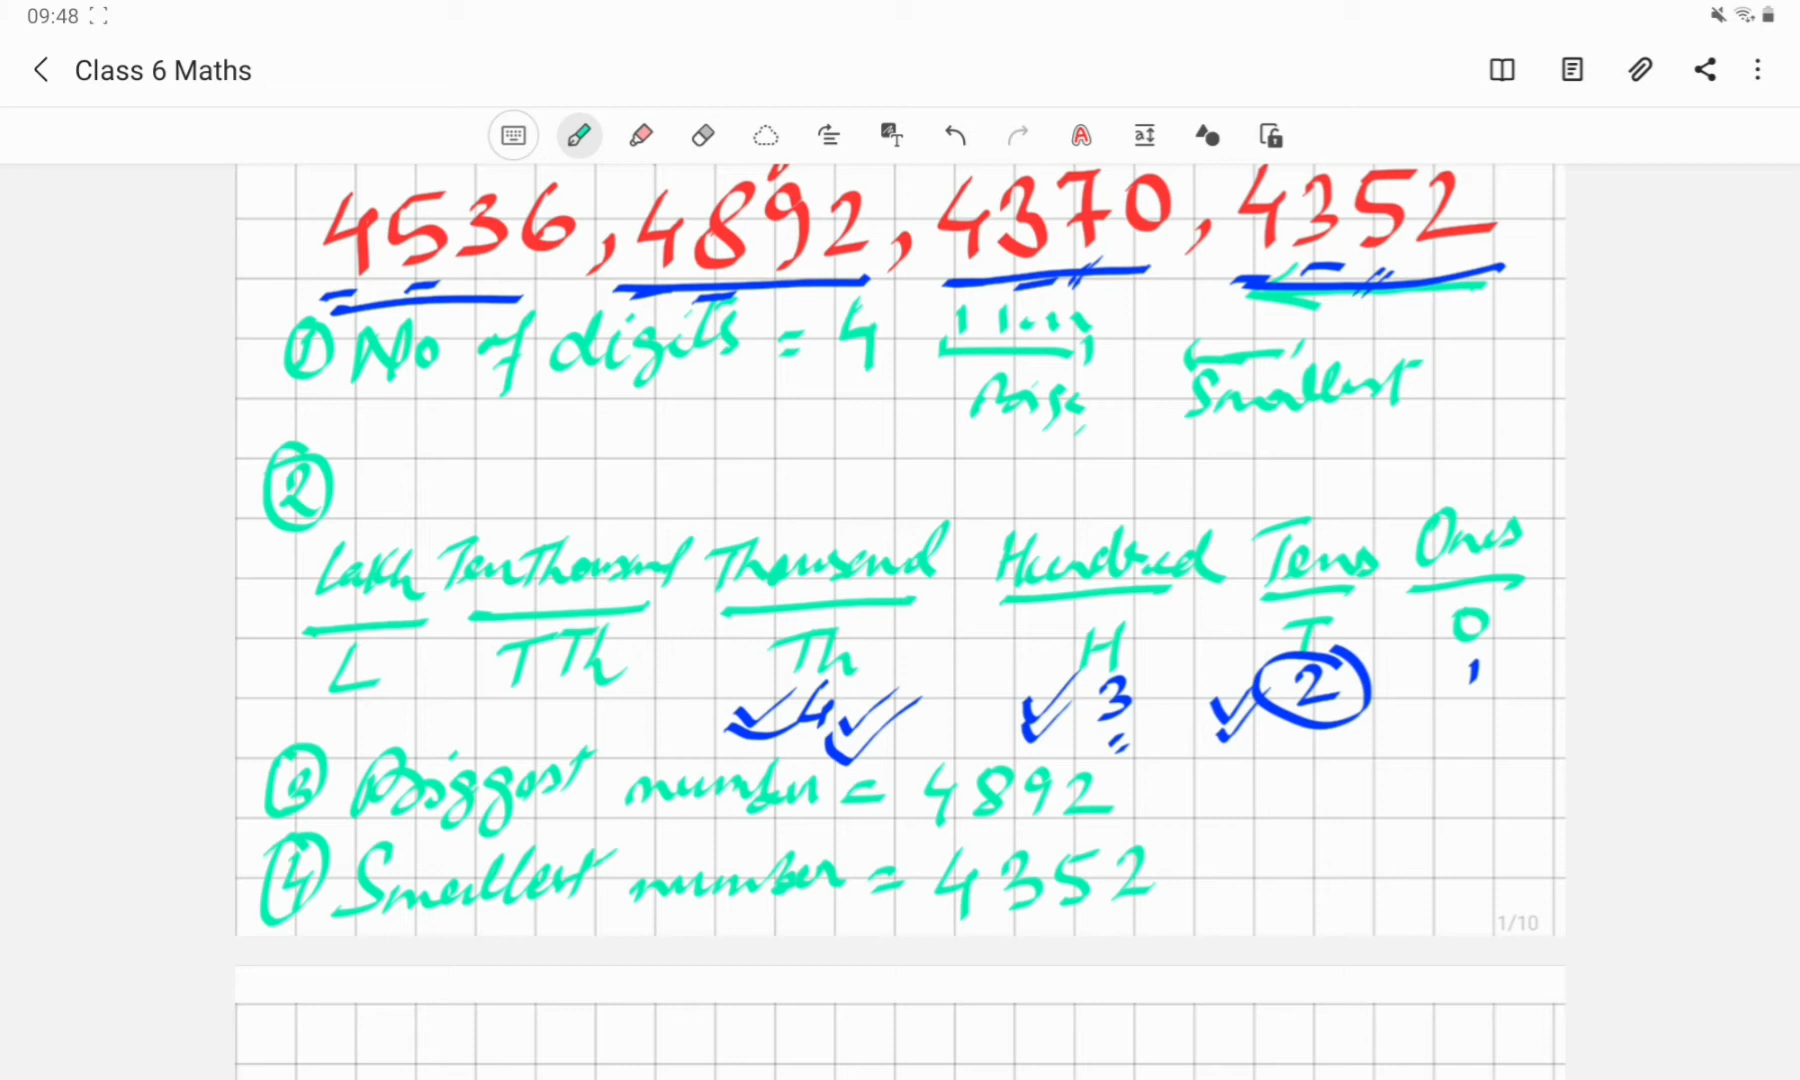 09:48
Class 6 Maths
4536, 4892, 4370, 4352
① No of digits = 4
Smallest
②
Lakh Ten Thousand Thousand Hundred Tens Ones
L TTh Th H T O
4 3 2 1
③ Biggest number = 4892
④ Smallest number = 4352
1/10